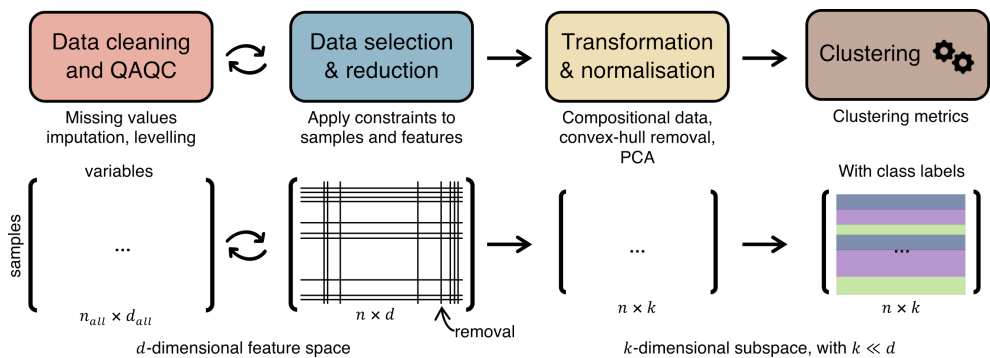 Data cleaning
and QAQC
Data selection
& reduction
Transformation
& normalisation
Clustering
Missing values
imputation, levelling
Apply constraints to
samples and features
Compositional data,
convex-hull removal,
PCA
Clustering metrics
variables
With class labels
samples
...
...
...
n_all × d_all
n × d
removal
n × k
n × k
d-dimensional feature space
k-dimensional subspace, with k ≪ d